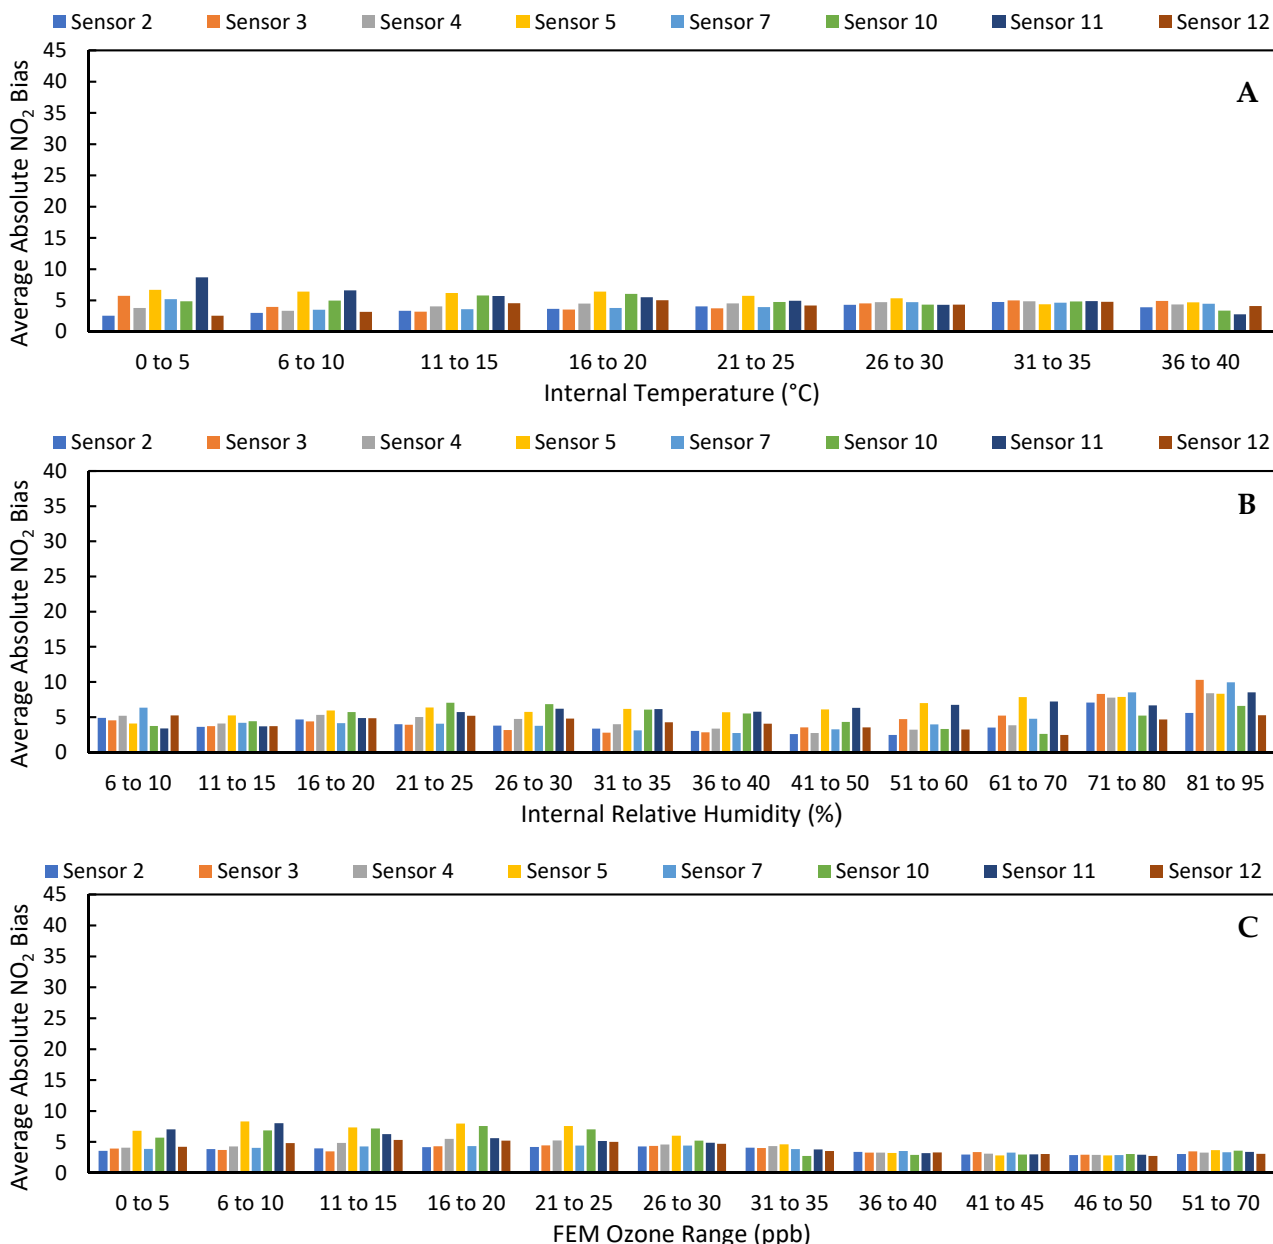 Sensor 2 Sensor 3 Sensor 4 Sensor 5 Sensor 7 Sensor 10 Sensor 11 Sensor 12
45
40
35
30
25
20
15
10
5
0
Average Absolute NO2 Bias
A
0 to 5 6 to 10 11 to 15 16 to 20 21 to 25 26 to 30 31 to 35 36 to 40
Internal Temperature (°C)
Sensor 2 Sensor 3 Sensor 4 Sensor 5 Sensor 7 Sensor 10 Sensor 11 Sensor 12
40
35
30
25
20
15
10
5
0
Average Absolute NO2 Bias
B
6 to 10 11 to 15 16 to 20 21 to 25 26 to 30 31 to 35 36 to 40 41 to 50 51 to 60 61 to 70 71 to 80 81 to 95
Internal Relative Humidity (%)
Sensor 2 Sensor 3 Sensor 4 Sensor 5 Sensor 7 Sensor 10 Sensor 11 Sensor 12
45
40
35
30
25
20
15
10
5
0
Average Absolute NO2 Bias
C
0 to 5 6 to 10 11 to 15 16 to 20 21 to 25 26 to 30 31 to 35 36 to 40 41 to 45 46 to 50 51 to 70
FEM Ozone Range (ppb)